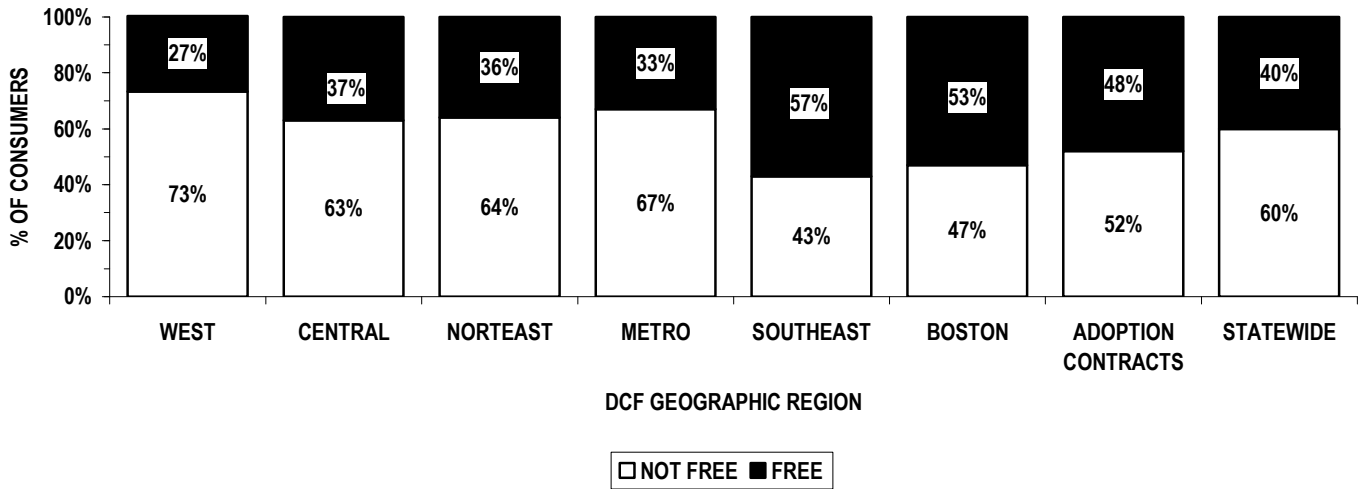 100%
80%
60%
40%
20%
0%
% OF CONSUMERS
27%
37%
36%
33%
57%
53%
48%
40%
73%
63%
64%
67%
43%
47%
52%
60%
WEST
CENTRAL
NORTEAST
METRO
SOUTHEAST
BOSTON
ADOPTION
CONTRACTS
STATEWIDE
DCF GEOGRAPHIC REGION
NOT FREE
FREE